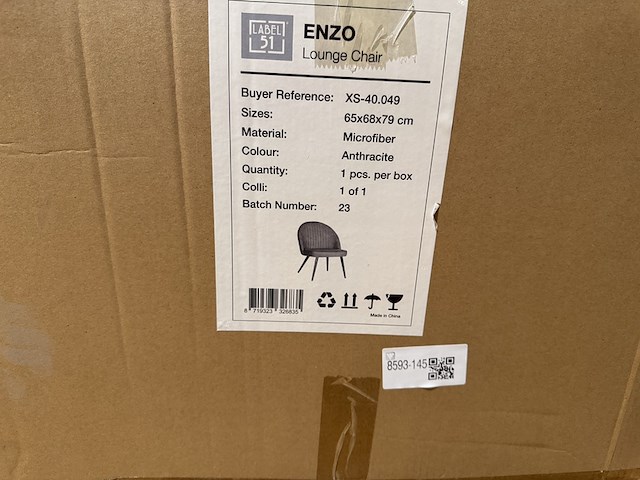 LABEL
51
ENZO
Lounge Chair
Buyer Reference: XS-40.049
Sizes: 65x68x79 cm
Material: Microfiber
Colour: Anthracite
Quantity: 1 pcs. per box
Colli: 1 of 1
Batch Number: 23
8 719323 326835
Made in China
8593-145